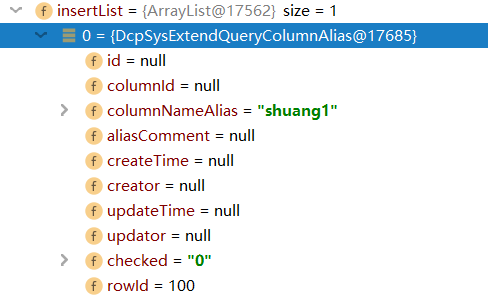 insertList = {ArrayList@17562} size = 1
0 = {DcpSysExtendQueryColumnAlias@17685}
f id = null
f columnId = null
f columnNameAlias = "shuang1"
f aliasComment = null
f createTime = null
f creator = null
f updateTime = null
f updator = null
f checked = "0"
f rowId = 100